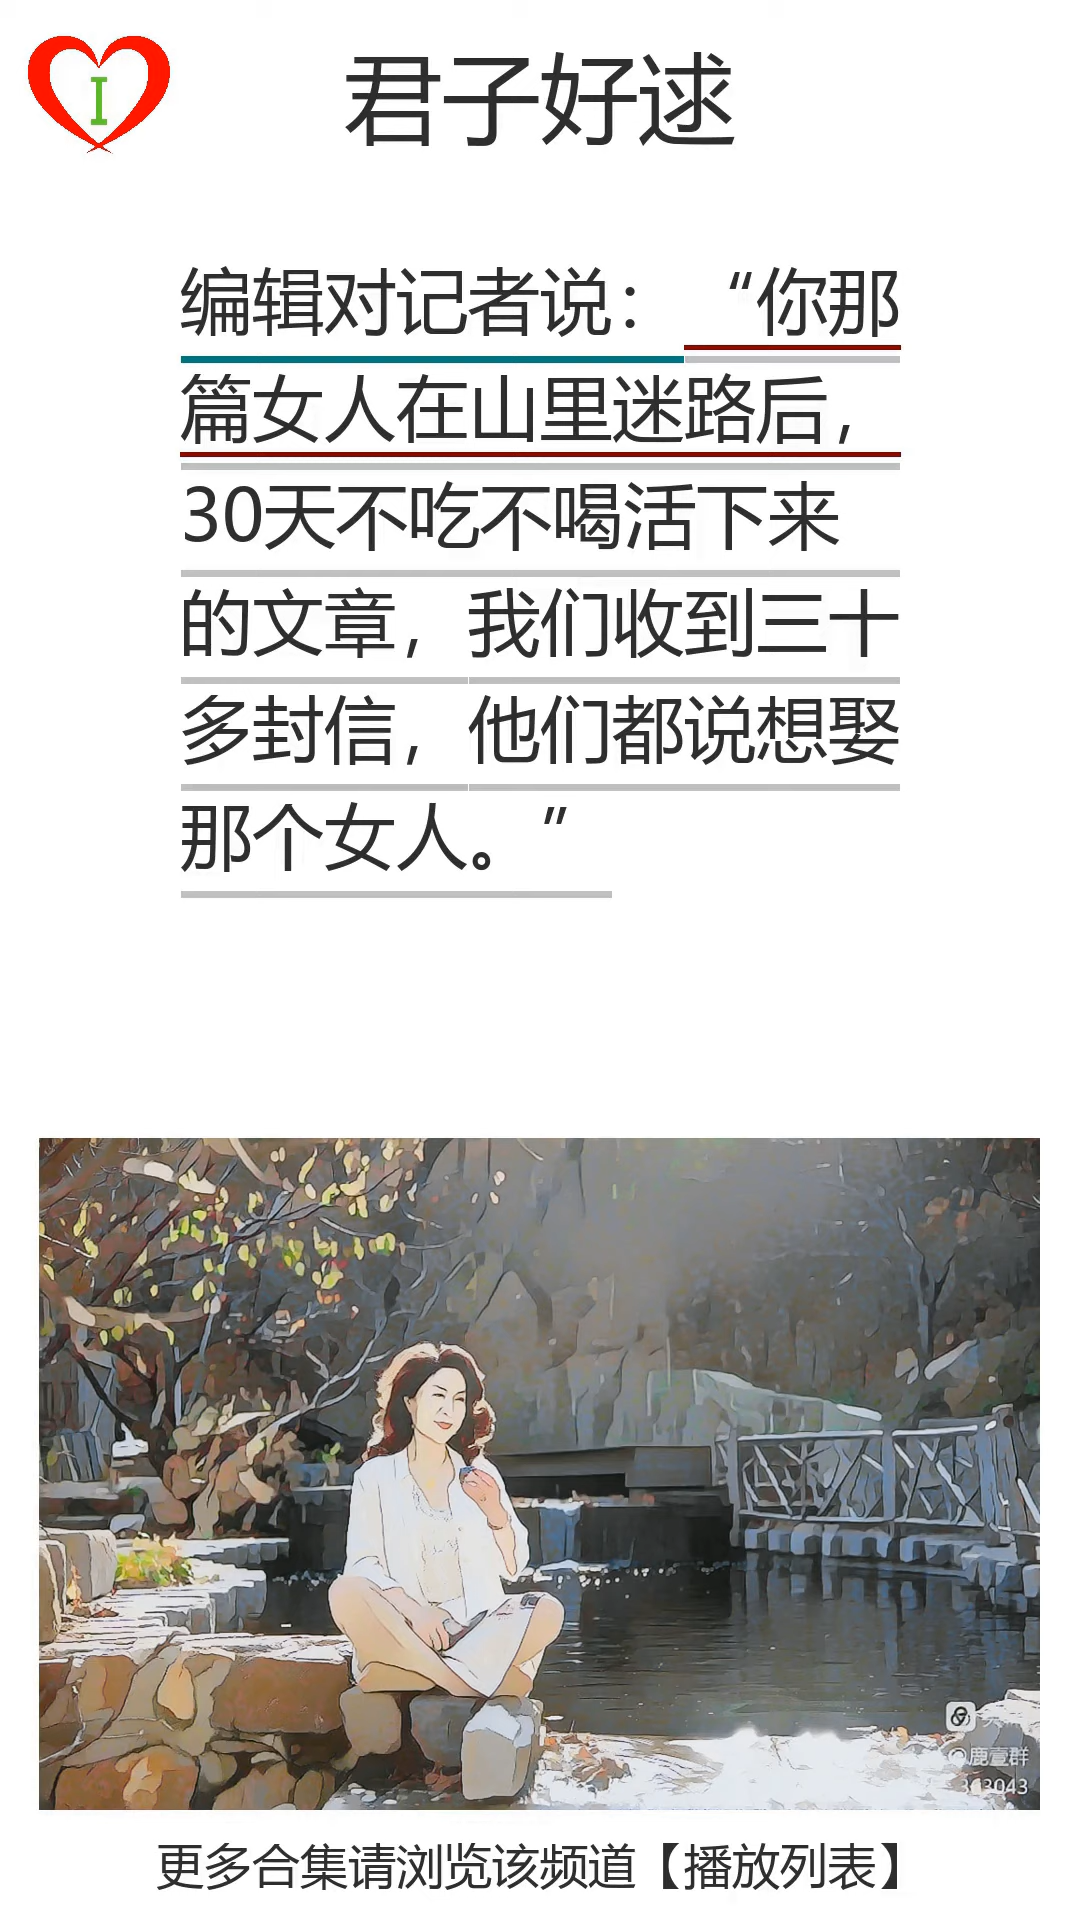 I
君子好逑
编辑对记者说：“你那
篇女人在山里迷路后，
30天不吃不喝活下来
的文章，我们收到三十
多封信，他们都说想娶
那个女人。”
@鹿壹群
363043
更多合集请浏览该频道【播放列表】